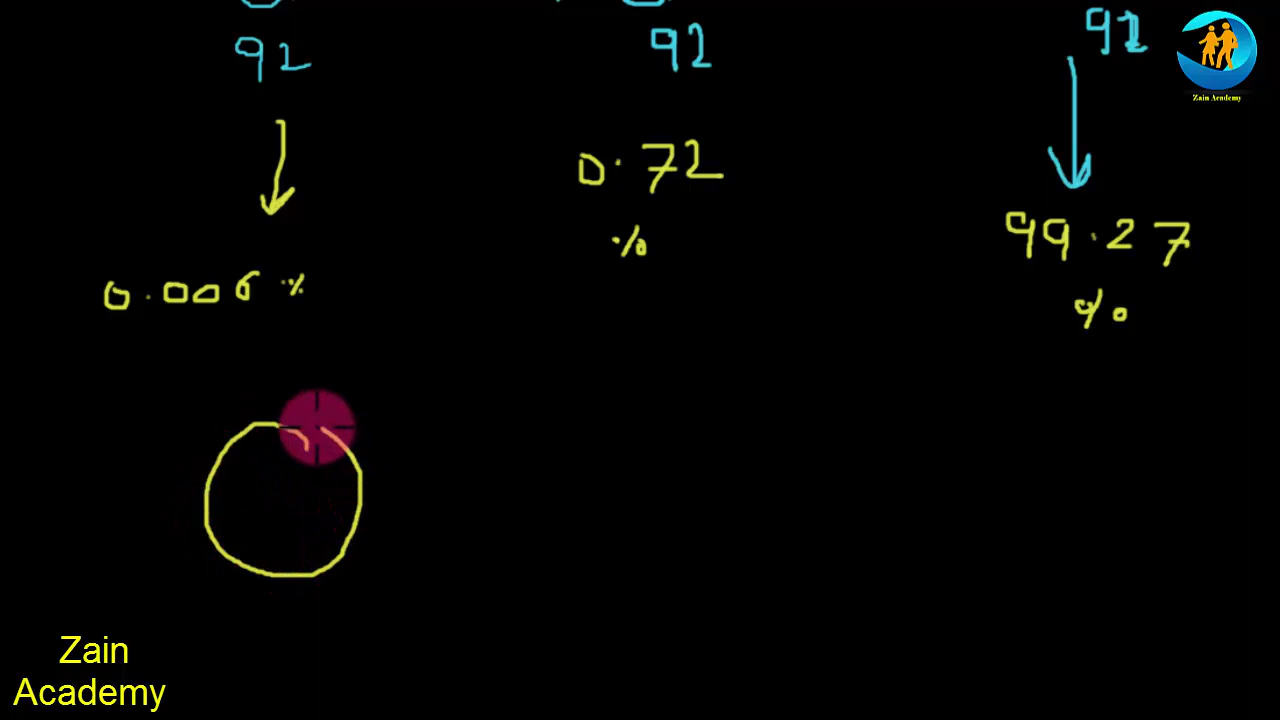 92 92 92
0.72
99.27
%
0.006 %
%
Zain Academy
Zain
Academy